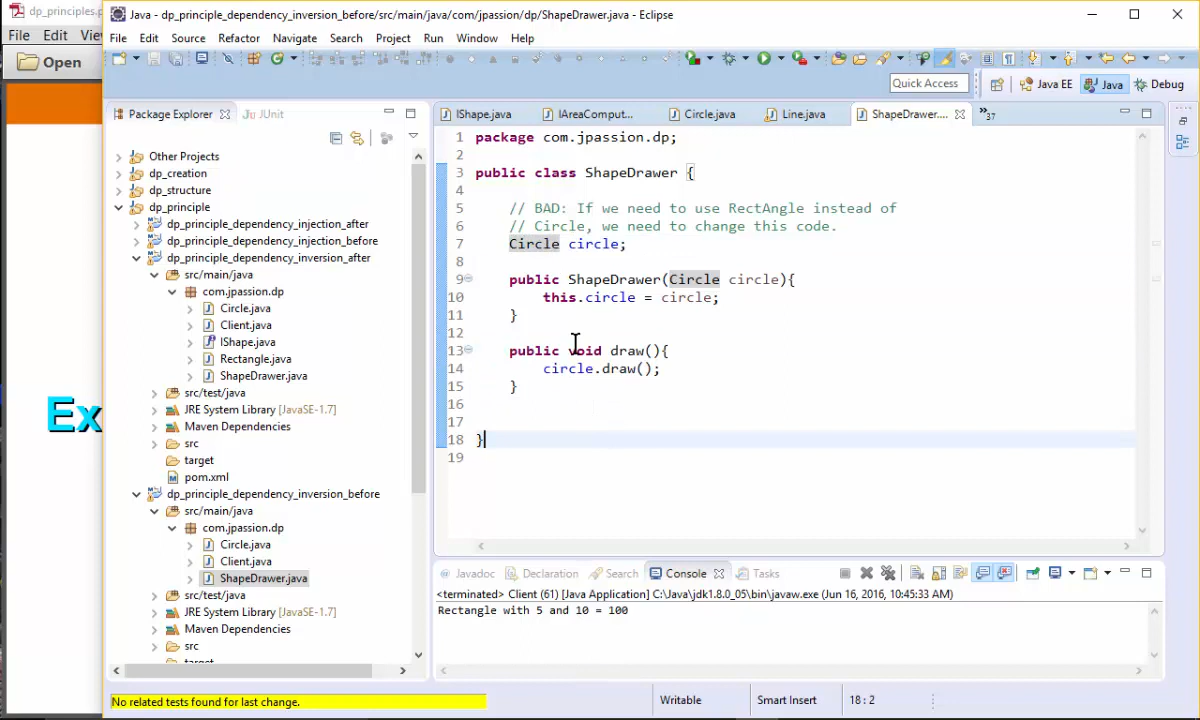 dp_principles.p
File Edit Vie
Open
Ex
Java - dp_principle_dependency_inversion_before/src/main/java/com/jpassion/dp/ShapeDrawer.java - Eclipse
File Edit Source Refactor Navigate Search Project Run Window Help
Quick Access
Java EE
Java
Debug
Package Explorer
JUnit
Other Projects
dp_creation
dp_structure
dp_principle
dp_principle_dependency_injection_after
dp_principle_dependency_injection_before
dp_principle_dependency_inversion_after
src/main/java
com.jpassion.dp
Circle.java
Client.java
IShape.java
Rectangle.java
ShapeDrawer.java
src/test/java
JRE System Library [JavaSE-1.7]
Maven Dependencies
src
target
pom.xml
dp_principle_dependency_inversion_before
src/main/java
com.jpassion.dp
Circle.java
Client.java
ShapeDrawer.java
src/test/java
JRE System Library [JavaSE-1.7]
Maven Dependencies
src
target
IShape.java
IAreaComput...
Circle.java
Line.java
ShapeDrawer....
»37
1 package com.jpassion.dp;
2
3 public class ShapeDrawer {
4
5 // BAD: If we need to use RectAngle instead of
6 // Circle, we need to change this code.
7 Circle circle;
8
9 public ShapeDrawer(Circle circle){
10 this.circle = circle;
11 }
12
13 public void draw(){
14 circle.draw();
15 }
16
17
18 }
19
Javadoc
Declaration
Search
Console
Tasks
<terminated> Client (61) [Java Application] C:\Java\jdk1.8.0_05\bin\javaw.exe (Jun 16, 2016, 10:45:33 AM)
Rectangle with 5 and 10 = 100
No related tests found for last change.
Writable
Smart Insert
18 : 2